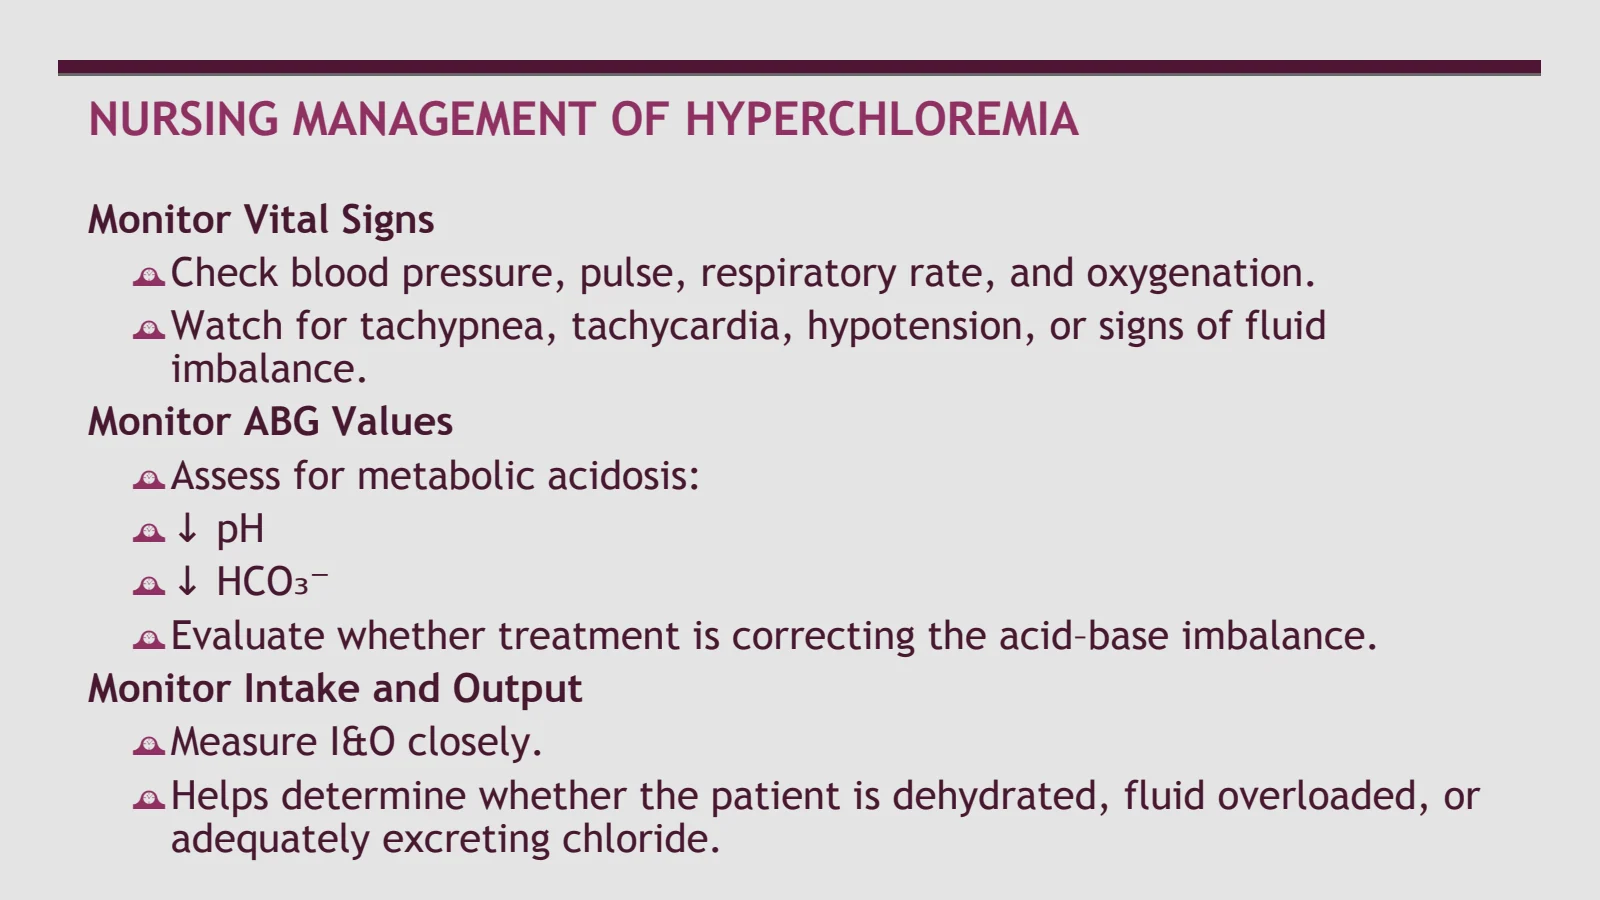 NURSING MANAGEMENT OF HYPERCHLOREMIA
Monitor Vital Signs
Check blood pressure, pulse, respiratory rate, and oxygenation.
Watch for tachypnea, tachycardia, hypotension, or signs of fluid
imbalance.
Monitor ABG Values
Assess for metabolic acidosis:
↓ pH
↓ HCO₃⁻
Evaluate whether treatment is correcting the acid–base imbalance.
Monitor Intake and Output
Measure I&O closely.
Helps determine whether the patient is dehydrated, fluid overloaded, or
adequately excreting chloride.